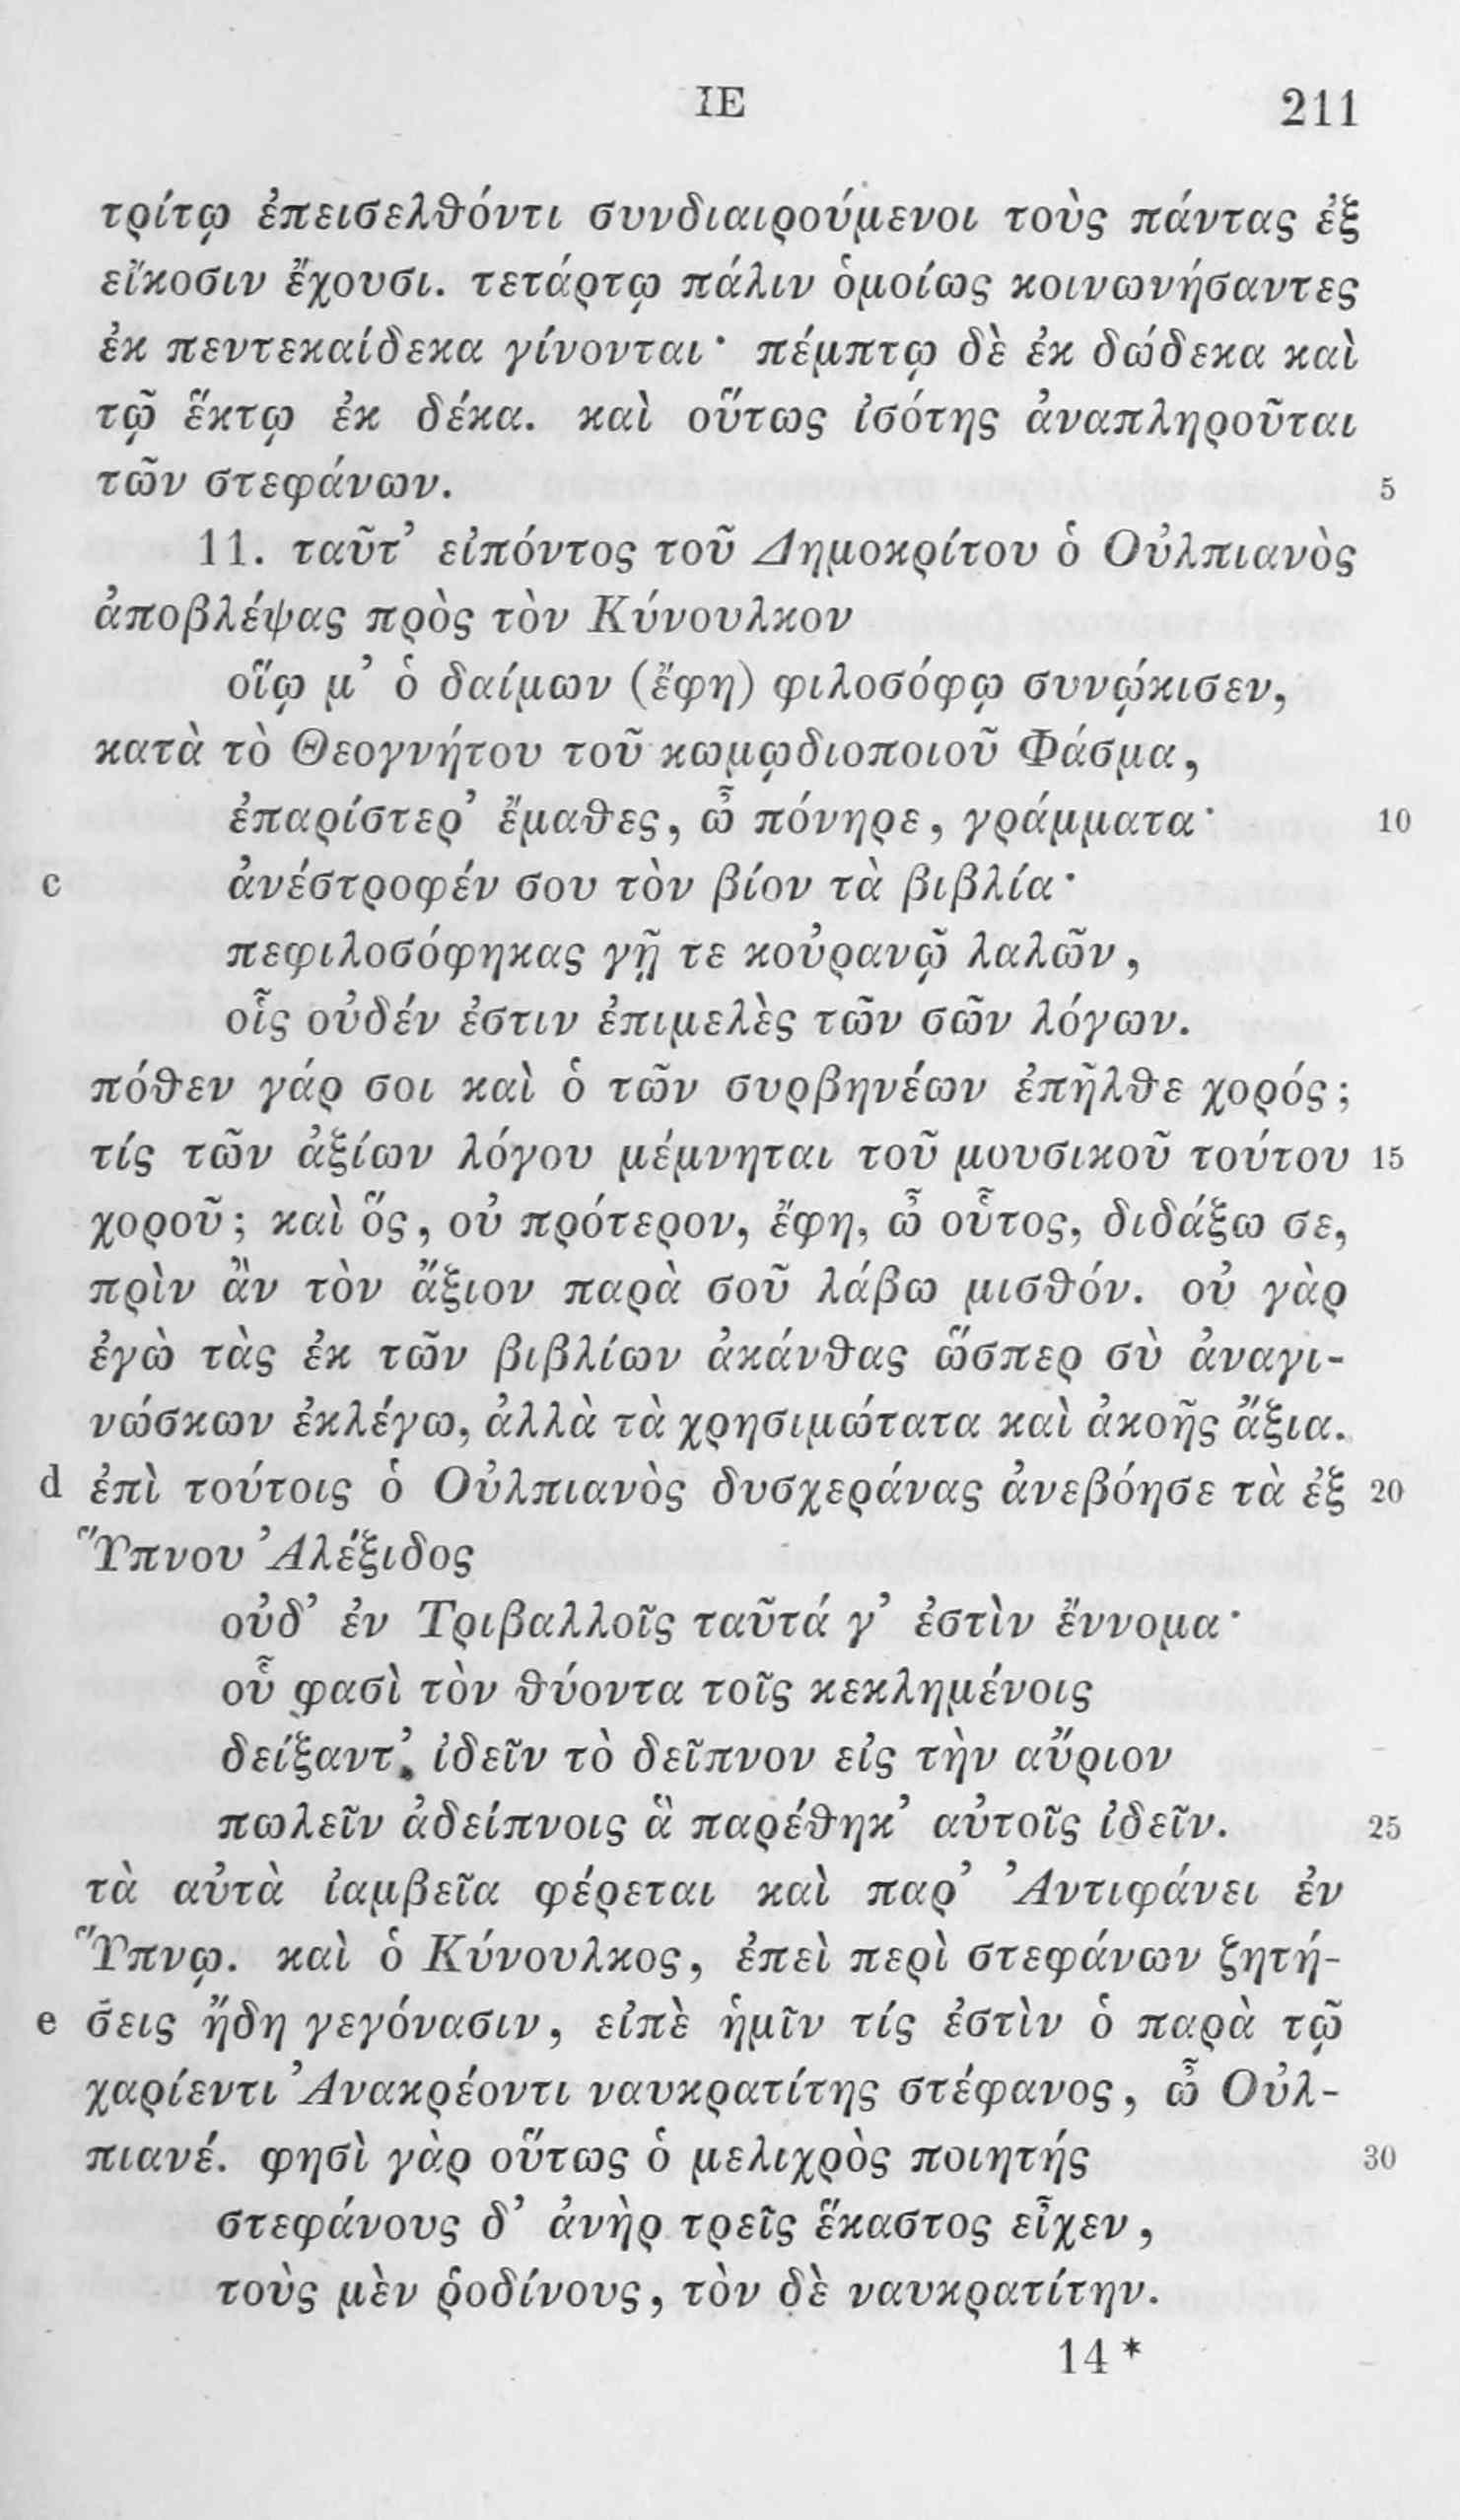 ΙΕ 211
τρίτῳ ἐπεισελθόντι συνδιαιρούμενοι τοὺς πάντας ἐξ
εἴκοσιν ἔχουσι. τετάρτῳ πάλιν ὁμοίως κοινωνήσαντες
ἐκ πεντεκαίδεκα γίνονται· πέμπτῳ δὲ ἐκ δώδεκα καὶ
τῷ ἕκτῳ ἐκ δέκα. καὶ οὕτως ἰσότης ἀναπληροῦται
τῶν στεφάνων. 5
11. ταῦτ’ εἰπόντος τοῦ Δημοκρίτου ὁ Οὐλπιανὸς
ἀποβλέψας πρὸς τὸν Κύνουλκον
οἵῳ μ’ ὁ δαίμων (ἔφη) φιλοσόφῳ συνῴκισεν,
κατὰ τὸ Θεογνήτου τοῦ κωμῳδιοποιοῦ Φάσμα,
ἐπαρίστερ’ ἔμαθες, ὦ πόνηρε, γράμματα· 10
c ἀνέστροφέν σου τὸν βίον τὰ βιβλία·
πεφιλοσόφηκας γῇ τε κοὐρανῷ λαλῶν,
οἷς οὐδέν ἐστιν ἐπιμελὲς τῶν σῶν λόγων.
πόθεν γάρ σοι καὶ ὁ τῶν συρβηνέων ἐπῆλθε χορός;
τίς τῶν ἀξίων λόγου μέμνηται τοῦ μουσικοῦ τούτου 15
χοροῦ; καὶ ὅς, οὐ πρότερον, ἔφη, ὦ οὗτος, διδάξω σε,
πρὶν ἂν τὸν ἄξιον παρὰ σοῦ λάβω μισθόν. οὐ γὰρ
ἐγὼ τὰς ἐκ τῶν βιβλίων ἀκάνθας ὥσπερ σὺ ἀναγι-
νώσκων ἐκλέγω, ἀλλὰ τὰ χρησιμώτατα καὶ ἀκοῆς ἄξια.
d ἐπὶ τούτοις ὁ Οὐλπιανὸς δυσχεράνας ἀνεβόησε τὰ ἐξ 20
Ὕπνου Ἀλέξιδος
οὐδ’ ἐν Τριβαλλοῖς ταῦτά γ’ ἐστὶν ἔννομα·
οὗ φασὶ τὸν θύοντα τοῖς κεκλημένοις
δείξαντ’ ἰδεῖν τὸ δεῖπνον εἰς τὴν αὔριον
πωλεῖν ἀδείπνοις ἃ παρέθηκ’ αὐτοῖς ἰδεῖν. 25
τὰ αὐτὰ ἰαμβεῖα φέρεται καὶ παρ’ Ἀντιφάνει ἐν
Ὕπνῳ. καὶ ὁ Κύνουλκος, ἐπεὶ περὶ στεφάνων ζητή-
e σεις ἤδη γεγόνασιν, εἰπὲ ἡμῖν τίς ἐστὶν ὁ παρὰ τῷ
χαρίεντι Ἀνακρέοντι ναυκρατίτης στέφανος, ὦ Οὐλ-
πιανέ. φησὶ γὰρ οὕτως ὁ μελιχρὸς ποιητής 30
στεφάνους δ’ ἀνὴρ τρεῖς ἕκαστος εἶχεν,
τοὺς μὲν ῥοδίνους, τὸν δὲ ναυκρατίτην.
14*